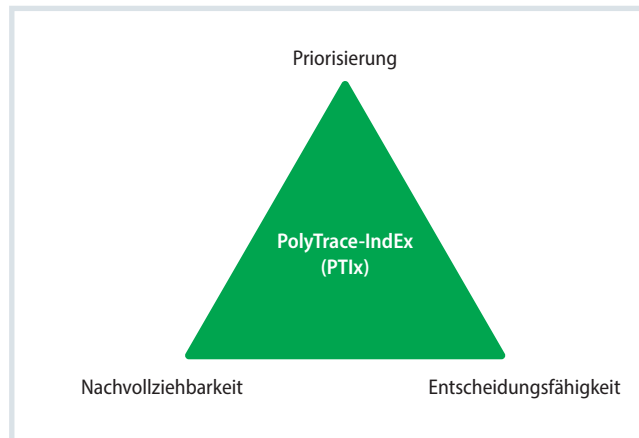 Priorisierung
PolyTrace-IndEx
(PTIx)
Nachvollziehbarkeit
Entscheidungsfähigkeit